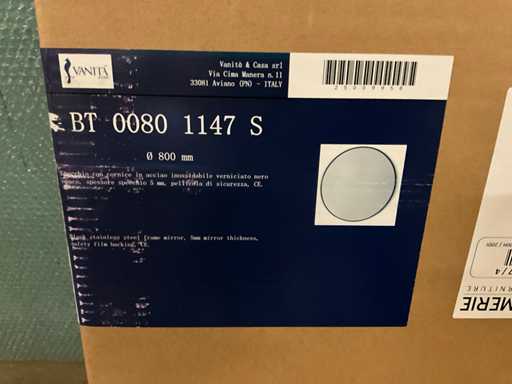 VANITÀ
Vanità & Casa srl
Via Cima Manera n.11
33081 Aviano (PN) - ITALY
BT 0080 1147 S
Ø 800 mm
con cornice in acciao inossidabile verniciato nero
opaco, spessore specchio 5 mm, pellicola di sicurezza, CE.
Black stainless steel frame mirror, 5mm mirror thickness,
safety film backing, CE.
MERIE